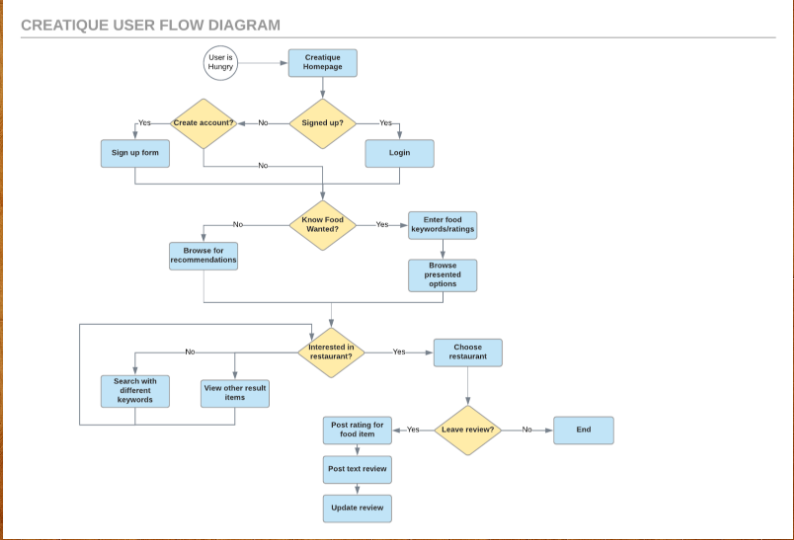 CREATIQUE USER FLOW DIAGRAM
User is
Hungry
Creatique
Homepage
Yes
Create account?
No
Signed up?
Yes
Sign up form
Login
No
Know Food
Wanted?
No
Yes
Enter food
keywords/ratings
Browse for
recommendations
Browse
presented
options
Interested in
restaurant?
No
Yes
Choose
restaurant
Search with
different
keywords
View other result
items
Post rating for
food item
Yes
Leave review?
No
End
Post text review
Update review